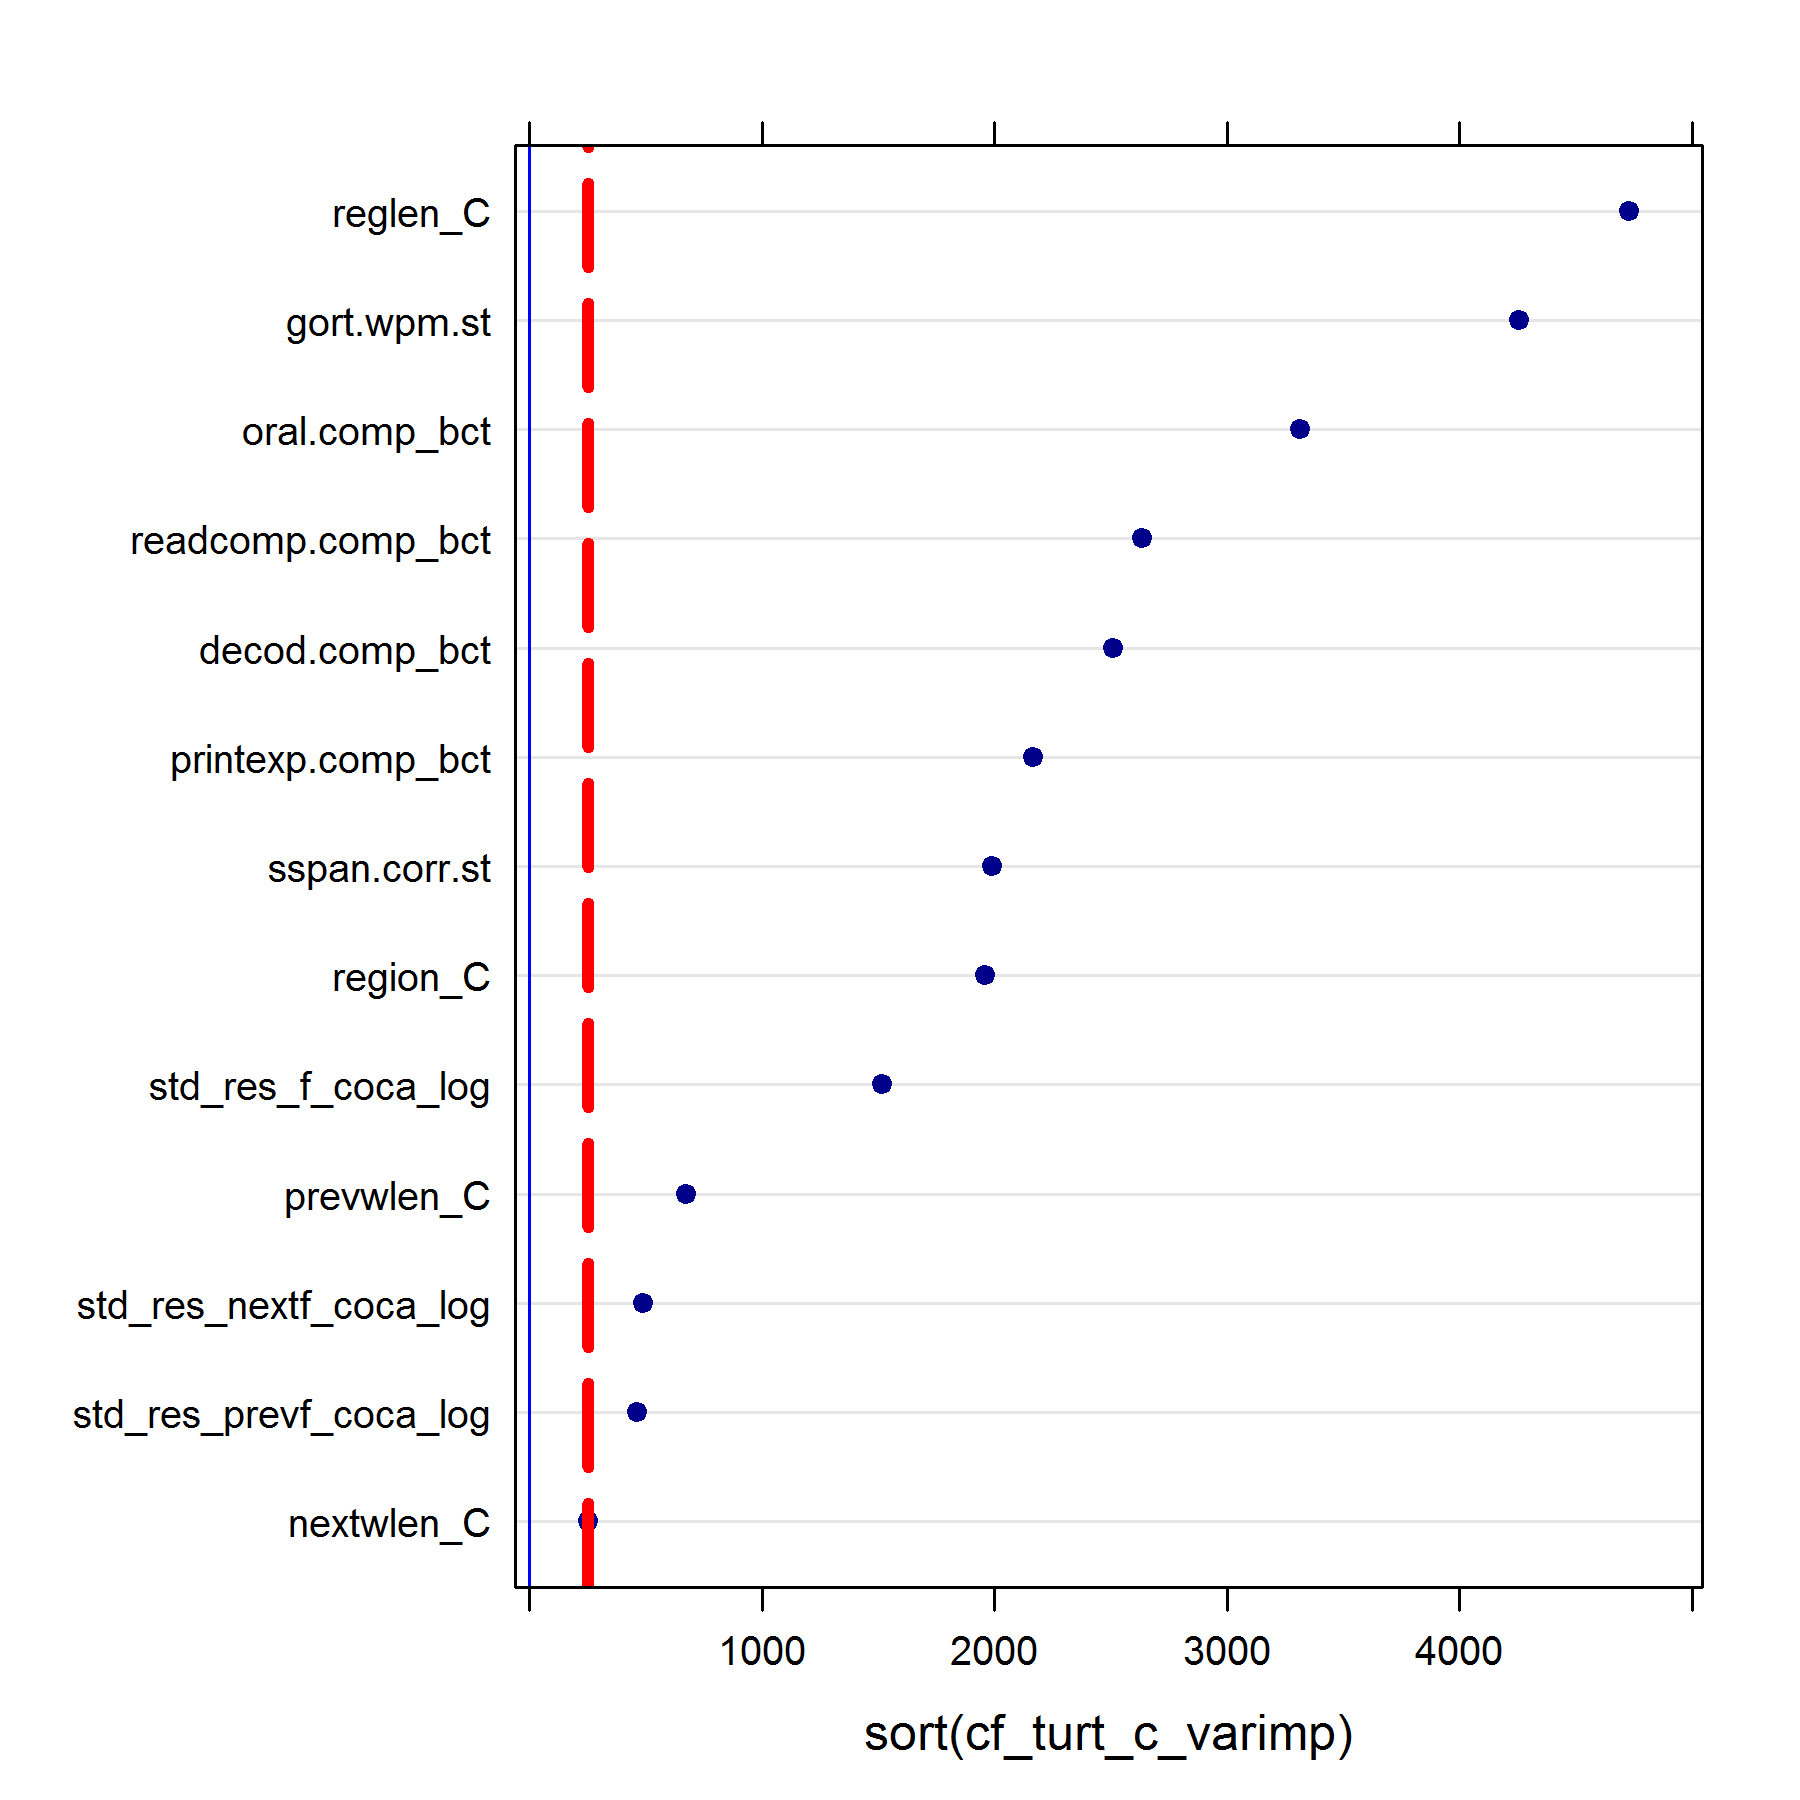 reglen_C
gort.wpm.st
oral.comp_bct
readcomp.comp_bct
decod.comp_bct
printexp.comp_bct
sspan.corr.st
region_C
std_res_f_coca_log
prevwlen_C
std_res_nextf_coca_log
std_res_prevf_coca_log
nextwlen_C
1000 2000 3000 4000
sort(cf_turt_c_varimp)